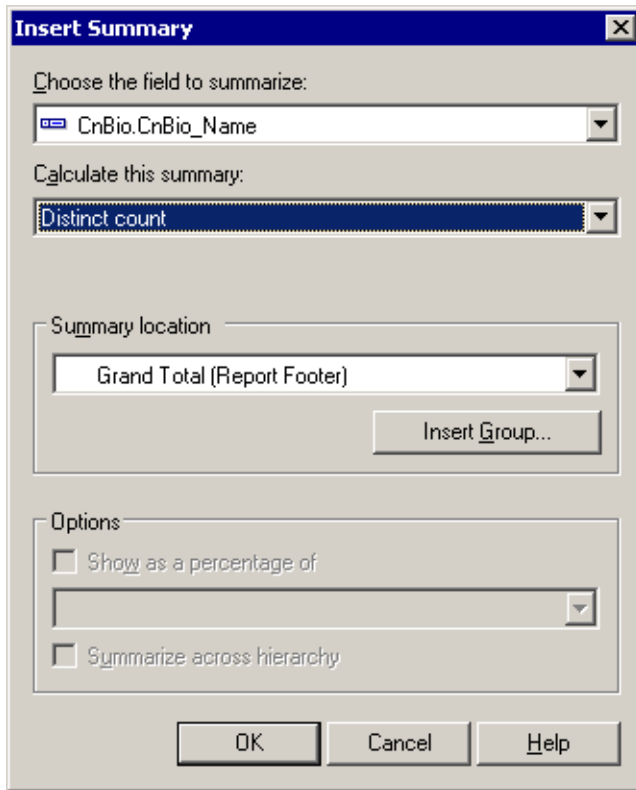 Insert Summary
Choose the field to summarize:
CnBio.CnBio_Name
Calculate this summary:
Distinct count
Summary location
Grand Total (Report Footer)
Insert Group...
Options
Show as a percentage of
Summarize across hierarchy
OK Cancel Help